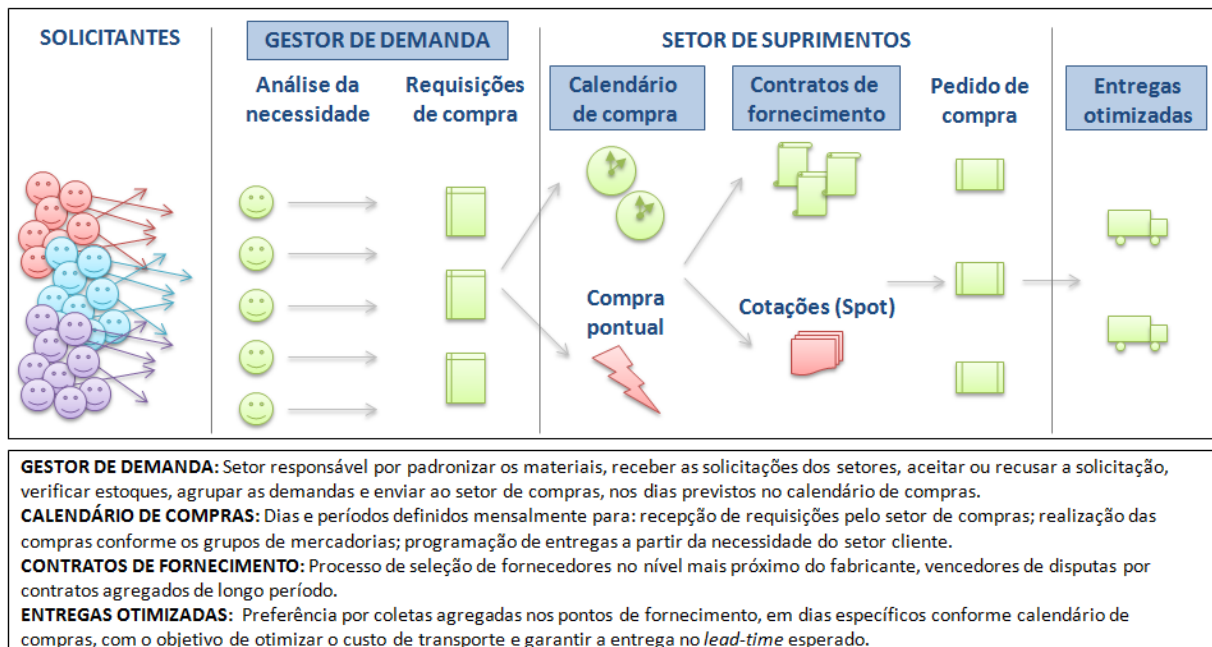 SOLICITANTES
GESTOR DE DEMANDA
SETOR DE SUPRIMENTOS
Análise da
necessidade
Requisições
de compra
Calendário
de compra
Contratos de
fornecimento
Pedido de
compra
Entregas
otimizadas
Compra
pontual
Cotações (Spot)
GESTOR DE DEMANDA: Setor responsável por padronizar os materiais, receber as solicitações dos setores, aceitar ou recusar a solicitação,
verificar estoques, agrupar as demandas e enviar ao setor de compras, nos dias previstos no calendário de compras.
CALENDÁRIO DE COMPRAS: Dias e períodos definidos mensalmente para: recepção de requisições pelo setor de compras; realização das
compras conforme os grupos de mercadorias; programação de entregas a partir da necessidade do setor cliente.
CONTRATOS DE FORNECIMENTO: Processo de seleção de fornecedores no nível mais próximo do fabricante, vencedores de disputas por
contratos agregados de longo período.
ENTREGAS OTIMIZADAS: Preferência por coletas agregadas nos pontos de fornecimento, em dias específicos conforme calendário de
compras, com o objetivo de otimizar o custo de transporte e garantir a entrega no lead-time esperado.